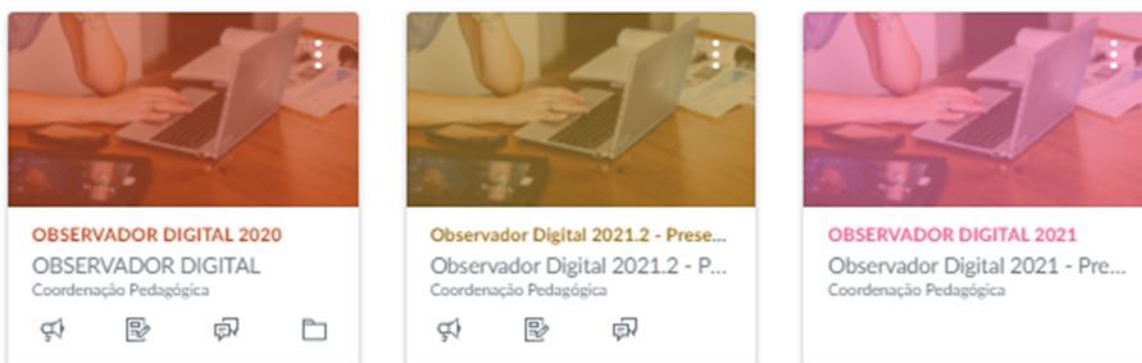 OBSERVADOR DIGITAL 2020
OBSERVADOR DIGITAL
Coordenação Pedagógica
Observador Digital 2021.2 - Prese...
Observador Digital 2021.2 - P...
Coordenação Pedagógica
OBSERVADOR DIGITAL 2021
Observador Digital 2021 - Pre...
Coordenação Pedagógica